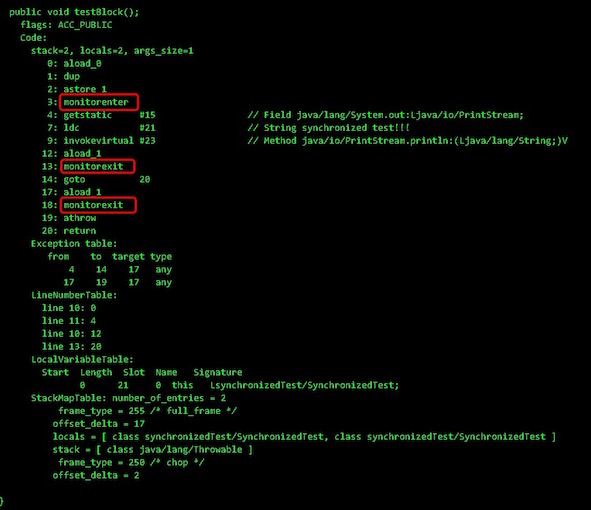 public void testBlock();
flags: ACC_PUBLIC
Code:
stack=2, locals=2, args_size=1
0: aload_0
1: dup
2: astore_1
3: monitorenter
4: getstatic #15 // Field java/lang/System.out:Ljava/io/PrintStream;
7: ldc #21 // String synchronized test!!!
9: invokevirtual #23 // Method java/io/PrintStream.println:(Ljava/lang/String;)V
12: aload_1
13: monitorexit
14: goto 20
17: aload_1
18: monitorexit
19: athrow
20: return
Exception table:
from to target type
4 14 17 any
17 19 17 any
LineNumberTable:
line 10: 0
line 11: 4
line 10: 12
line 13: 20
LocalVariableTable:
Start Length Slot Name Signature
0 21 0 this LsynchronizedTest/SynchronizedTest;
StackMapTable: number_of_entries = 2
frame_type = 255 /* full_frame */
offset_delta = 17
locals = [ class synchronizedTest/SynchronizedTest, class synchronizedTest/SynchronizedTest ]
stack = [ class java/lang/Throwable ]
frame_type = 250 /* chop */
offset_delta = 2
}